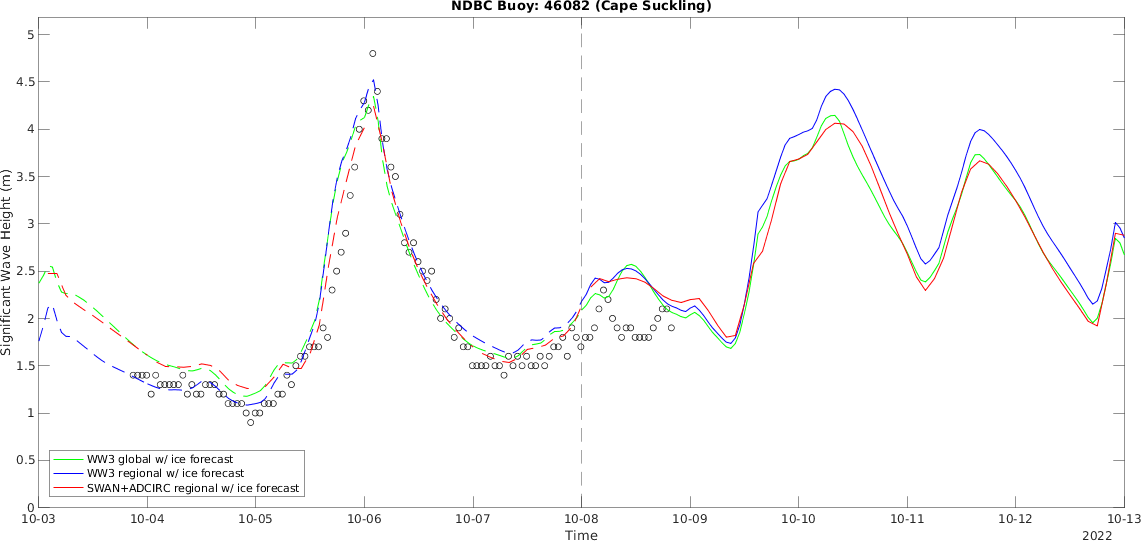 NDBC Buoy: 46082 (Cape Suckling)
5
4.5
4
3.5
3
2.5
2
1.5
1
0.5
0
Significant Wave Height (m)
WW3 global w/ ice forecast
WW3 regional w/ ice forecast
SWAN+ADCIRC regional w/ ice forecast
10-03 10-04 10-05 10-06 10-07 10-08 10-09 10-10 10-11 10-12 10-13
Time
2022